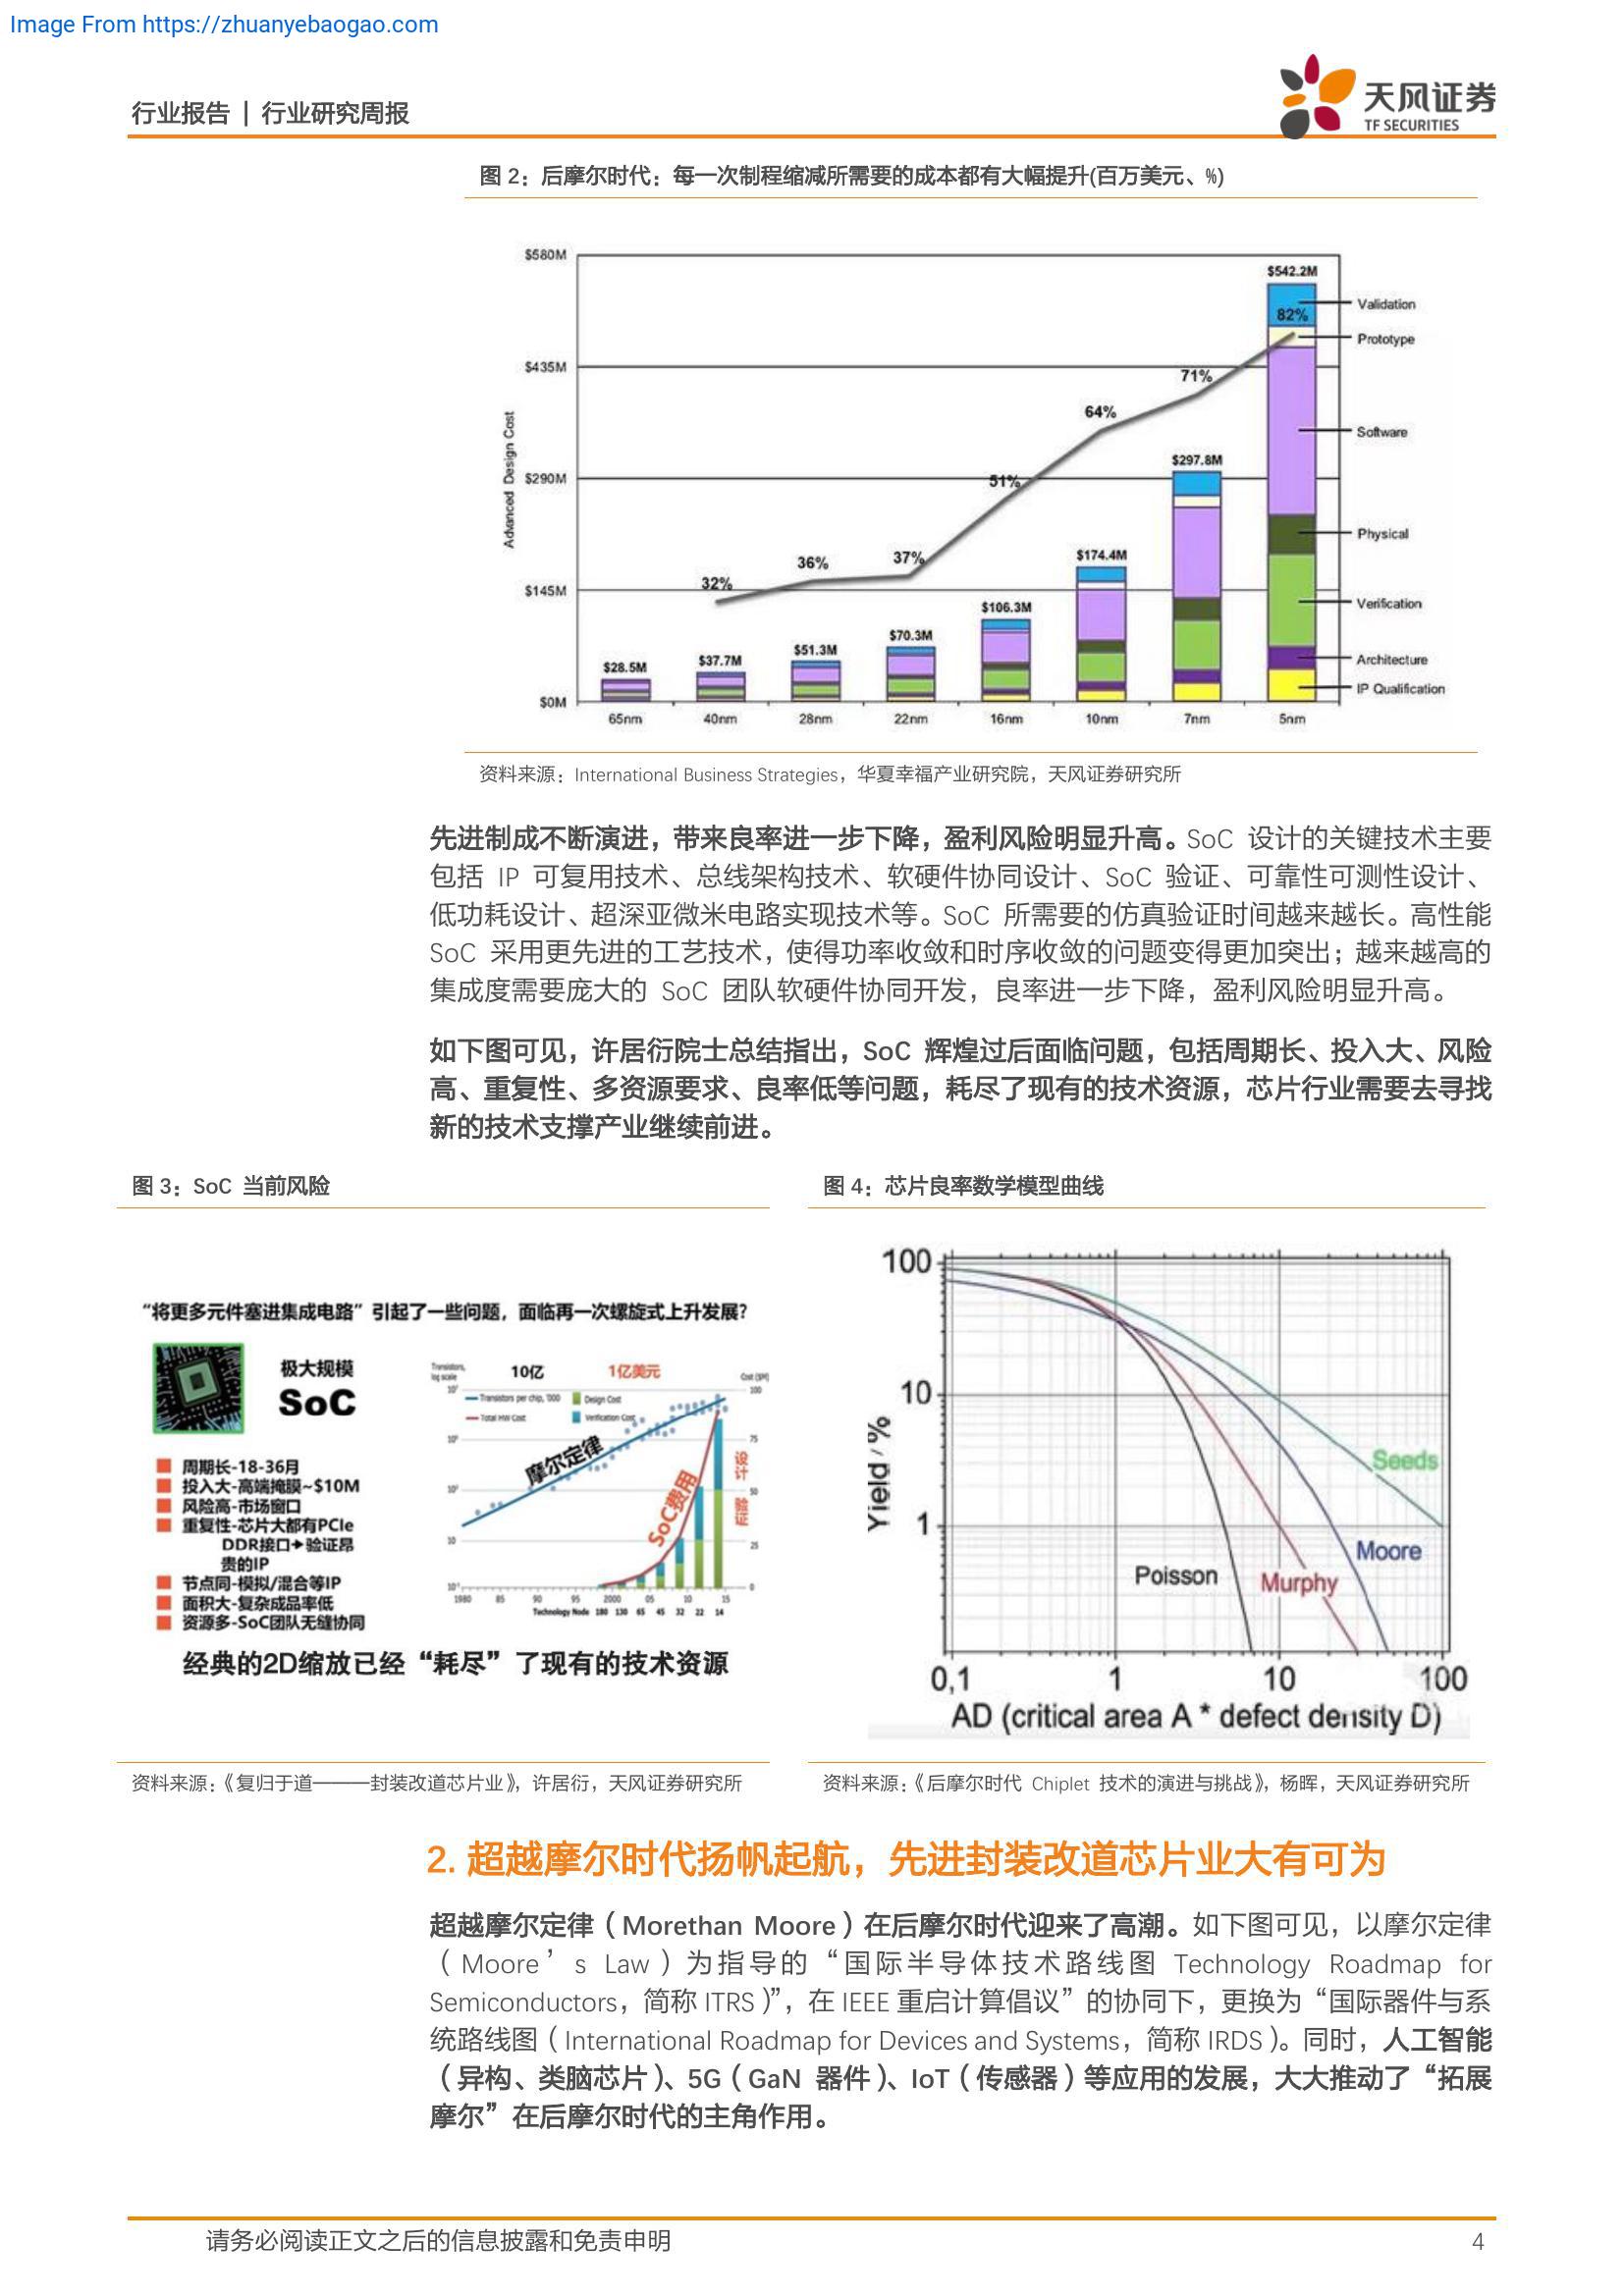 Image From https://zhuanyebaogao.com
行业报告 | 行业研究周报
天风证券
TF SECURITIES
图 2：后摩尔时代：每一次制程缩减所需要的成本都有大幅提升(百万美元、%)
$580M
$435M
$290M
$145M
$0M
Advanced Design Cost
$28.5M
$37.7M
$51.3M
$70.3M
$106.3M
$174.4M
$297.8M
$542.2M
32%
36%
37%
51%
64%
71%
82%
Validation
Prototype
Software
Physical
Verification
Architecture
IP Qualification
65nm 40nm 28nm 22nm 16nm 10nm 7nm 5nm
资料来源：International Business Strategies，华夏幸福产业研究院，天风证券研究所
先进制成不断演进，带来良率进一步下降，盈利风险明显升高。SoC 设计的关键技术主要
包括 IP 可复用技术、总线架构技术、软硬件协同设计、SoC 验证、可靠性可测性设计、
低功耗设计、超深亚微米电路实现技术等。SoC 所需要的仿真验证时间越来越长。高性能
SoC 采用更先进的工艺技术，使得功率收敛和时序收敛的问题变得更加突出；越来越高的
集成度需要庞大的 SoC 团队软硬件协同开发，良率进一步下降，盈利风险明显升高。
如下图可见，许居衍院士总结指出，SoC 辉煌过后面临问题，包括周期长、投入大、风险
高、重复性、多资源要求、良率低等问题，耗尽了现有的技术资源，芯片行业需要去寻找
新的技术支撑产业继续前进。
图 3：SoC 当前风险
“将更多元件塞进集成电路”引起了一些问题，面临再一次螺旋式上升发展？
极大规模
SoC
周期长-18-36月
投入大-高端掩膜~$10M
风险高-市场窗口
重复性-芯片大都有PCIe
DDR接口→验证昂
贵的IP
节点同-模拟/混合等IP
面积大-复杂成品率低
资源多-SoC团队无缝协同
Transistors,
log scale
10亿
1亿美元
Cost ($M)
Transistors per chip, '000
Design Cost
Total HW Cost
Verification Cost
摩尔定律
SoC费用
设计
100
75
50
25
0
1980 85 90 95 2000 05 10 15
Technology Node 180 130 65 45 32 22 14
经典的2D缩放已经“耗尽”了现有的技术资源
资料来源：《复归于道———封装改道芯片业》，许居衍，天风证券研究所
图 4：芯片良率数学模型曲线
100
10
1
Yield / %
Seeds
Moore
Murphy
Poisson
0,1 1 10 100
AD (critical area A * defect density D)
资料来源：《后摩尔时代 Chiplet 技术的演进与挑战》，杨晖，天风证券研究所
2. 超越摩尔时代扬帆起航，先进封装改道芯片业大有可为
超越摩尔定律（Morethan Moore）在后摩尔时代迎来了高潮。如下图可见，以摩尔定律
（Moore’s Law）为指导的“国际半导体技术路线图 Technology Roadmap for
Semiconductors，简称 ITRS）”，在 IEEE 重启计算倡议”的协同下，更换为“国际器件与系
统路线图（International Roadmap for Devices and Systems，简称 IRDS）。同时，人工智能
（异构、类脑芯片）、5G（GaN 器件）、IoT（传感器）等应用的发展，大大推动了“拓展
摩尔”在后摩尔时代的主角作用。
请务必阅读正文之后的信息披露和免责申明
4